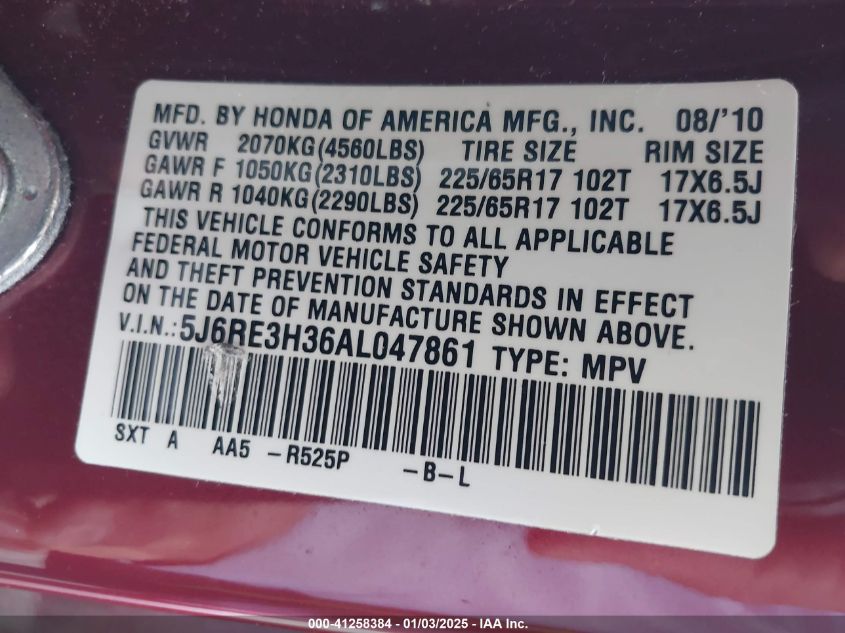 MFD. BY HONDA OF AMERICA MFG., INC. 08/'10
GVWR 2070KG(4560LBS) TIRE SIZE RIM SIZE
GAWR F 1050KG(2310LBS) 225/65R17 102T 17X6.5J
GAWR R 1040KG(2290LBS) 225/65R17 102T 17X6.5J
THIS VEHICLE CONFORMS TO ALL APPLICABLE
FEDERAL MOTOR VEHICLE SAFETY
AND THEFT PREVENTION STANDARDS IN EFFECT
ON THE DATE OF MANUFACTURE SHOWN ABOVE.
V.I.N.: 5J6RE3H36AL047861 TYPE: MPV
SXT A AA5 -R525P -B-L
000-41258384 - 01/03/2025 - IAA Inc.